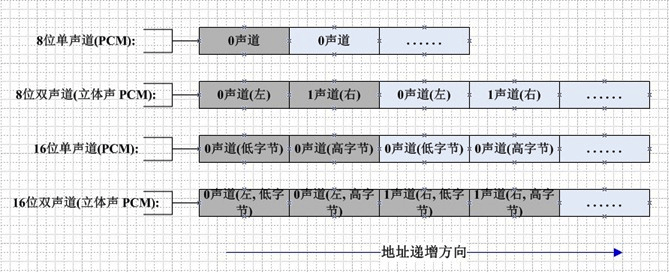 8位单声道(PCM): 0声道 0声道 ......
8位双声道(立体声 PCM): 0声道(左) 1声道(右) 0声道(左) 1声道(右) ......
16位单声道(PCM): 0声道(低字节) 0声道(高字节) 0声道(低字节) 0声道(高字节) ......
16位双声道(立体声 PCM): 0声道(左, 低字节) 0声道(左, 高字节) 1声道(右, 低字节) 1声道(右, 高字节) ......
地址递增方向